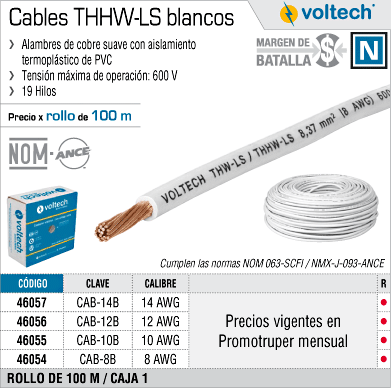 Cables THHW-LS blancos
voltech®
Alambres de cobre suave con aislamiento
termoplástico de PVC
Tensión máxima de operación: 600 V
19 Hilos
MARGEN DE
BATALLA
$
N
Precio x rollo de 100 m
NOM-ANCE
VOLTECH THW-LS / THHW-LS 8,37 mm² (8 AWG) 600
voltech
voltech
Cumplen las normas NOM 063-SCFI / NMX-J-093-ANCE
CÓDIGO CLAVE CALIBRE R
46057 CAB-14B 14 AWG
46056 CAB-12B 12 AWG
46055 CAB-10B 10 AWG
46054 CAB-8B 8 AWG
Precios vigentes en
Promotruper mensual
ROLLO DE 100 M / CAJA 1